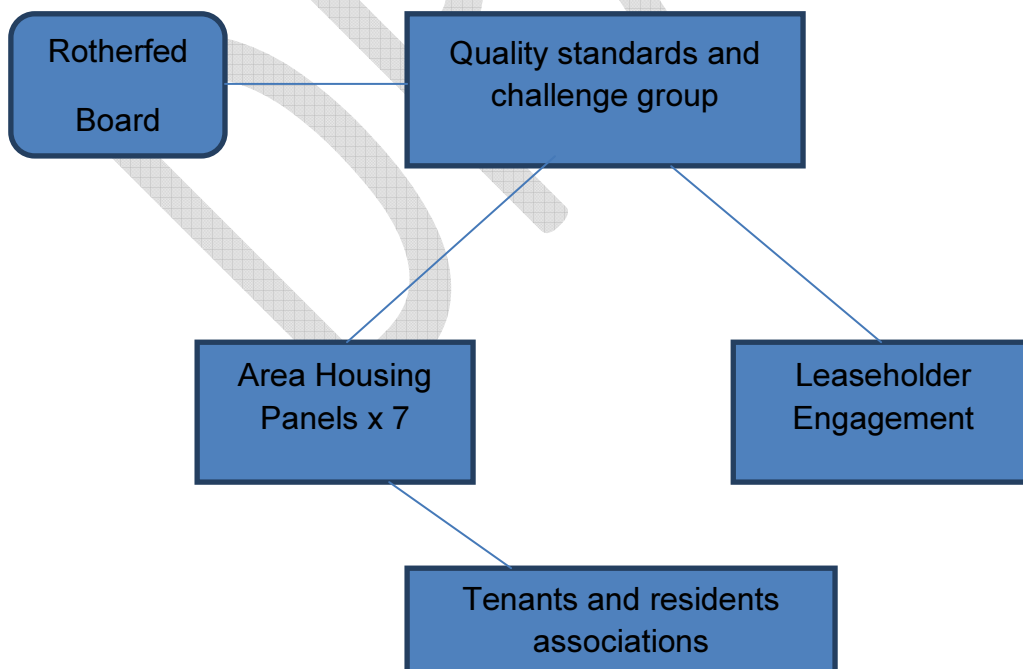 Rotherfed
Board
Quality standards and
challenge group
Area Housing
Panels x 7
Leaseholder
Engagement
Tenants and residents
associations